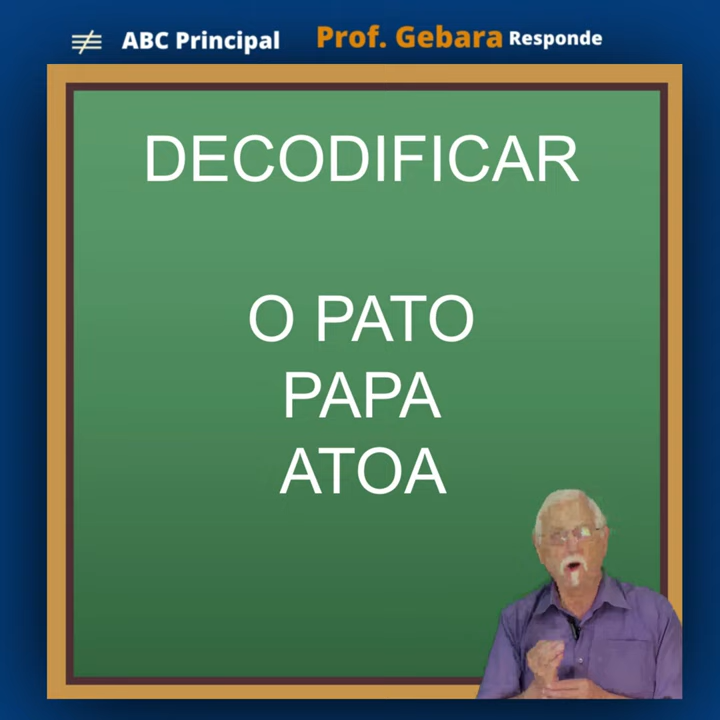 ABC Principal Prof. Gebara Responde
DECODIFICAR
O PATO
PAPA
ATOA